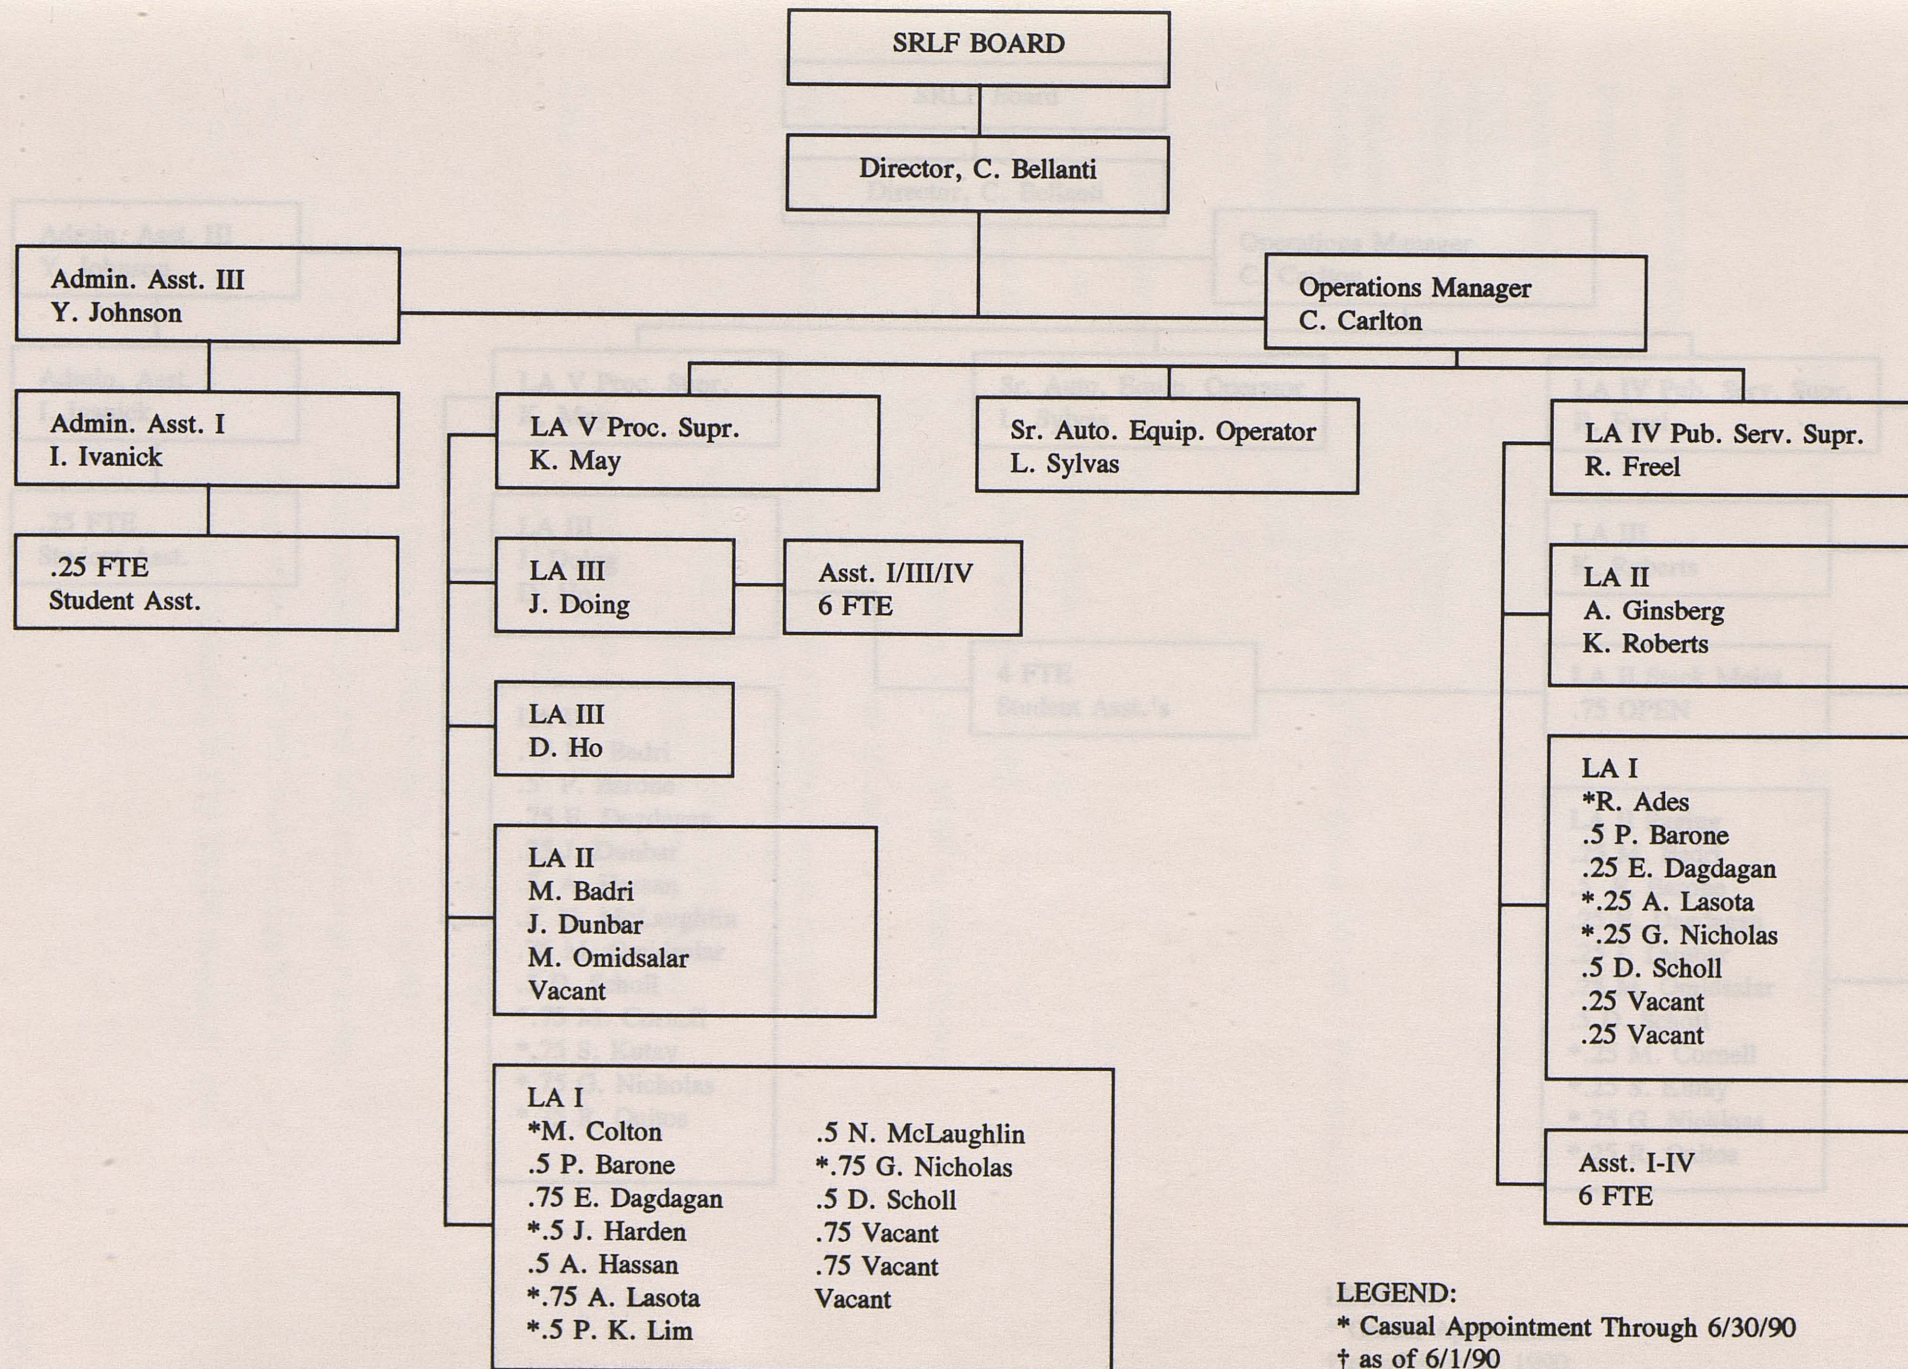 SRLF BOARD
Director, C. Bellanti
Admin. Asst. III
Y. Johnson
Operations Manager
C. Carlton
Admin. Asst. I
I. Ivanick
.25 FTE
Student Asst.
LA V Proc. Supr.
K. May
Sr. Auto. Equip. Operator
L. Sylvas
LA IV Pub. Serv. Supr.
R. Freel
LA III
J. Doing
Asst. I/III/IV
6 FTE
LA III
D. Ho
LA II
M. Badri
J. Dunbar
M. Omidsalar
Vacant
LA I
*M. Colton
.5 P. Barone
.75 E. Dagdagan
*.5 J. Harden
.5 A. Hassan
*.75 A. Lasota
*.5 P. K. Lim
.5 N. McLaughlin
*.75 G. Nicholas
.5 D. Scholl
.75 Vacant
.75 Vacant
Vacant
LA II
A. Ginsberg
K. Roberts
LA I
*R. Ades
.5 P. Barone
.25 E. Dagdagan
*.25 A. Lasota
*.25 G. Nicholas
.5 D. Scholl
.25 Vacant
.25 Vacant
Asst. I-IV
6 FTE
LEGEND:
* Casual Appointment Through 6/30/90
† as of 6/1/90